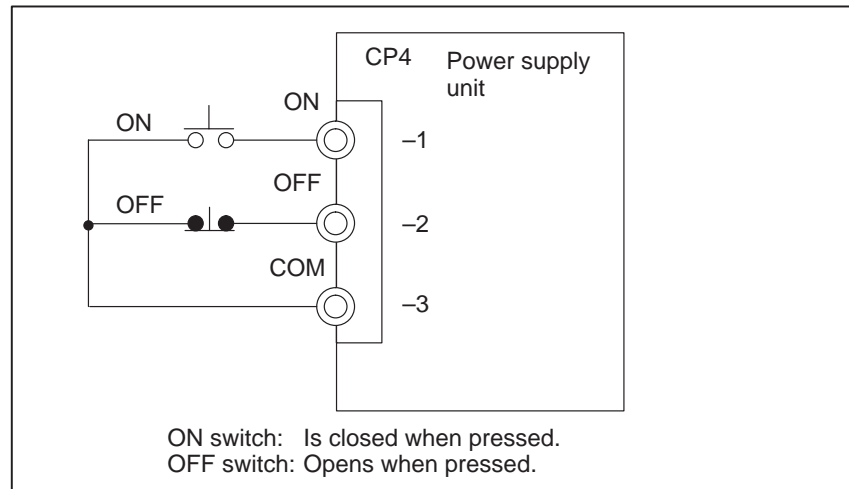 CP4 Power supply
unit
ON
ON
–1
OFF
OFF
–2
COM
–3
ON switch: Is closed when pressed.
OFF switch: Opens when pressed.